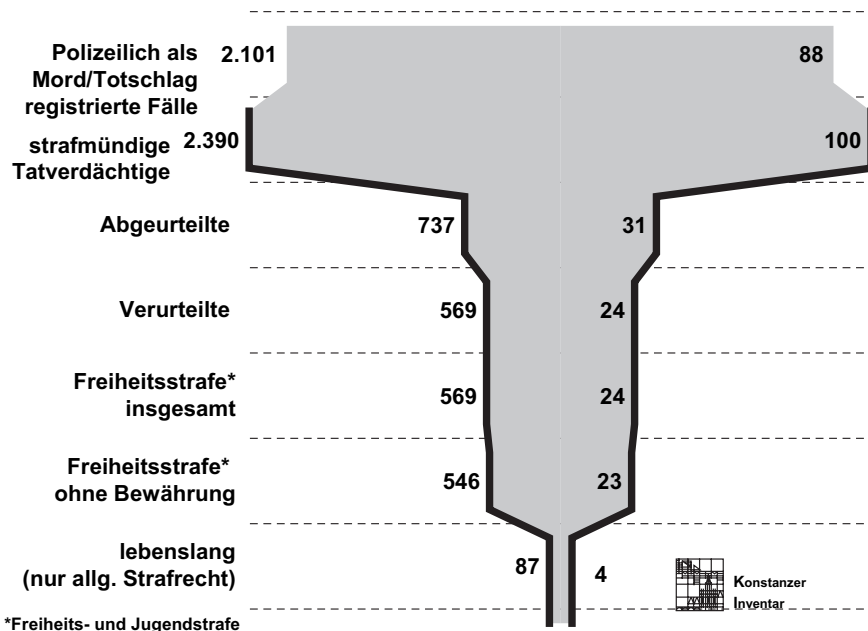 Polizeilich als 2.101 88
Mord/Totschlag
registrierte Fälle
strafmündige 2.390 100
Tatverdächtige
Abgeurteilte 737 31
Verurteilte 569 24
Freiheitsstrafe*
insgesamt 569 24
Freiheitsstrafe*
ohne Bewährung 546 23
lebenslang 87 4
(nur allg. Strafrecht)
Konstanzer
Inventar
*Freiheits- und Jugendstrafe